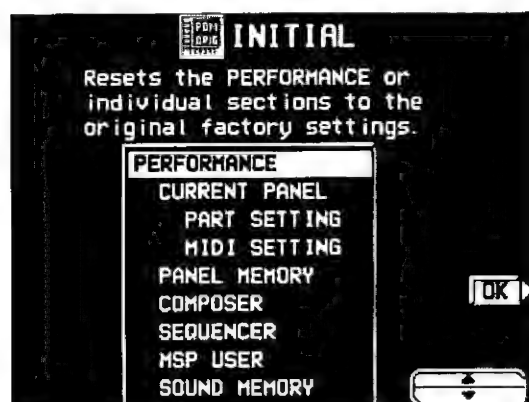 INITIAL
Resets the PERFORMANCE or
individual sections to the
original factory settings.
PERFORMANCE
CURRENT PANEL
PART SETTING
MIDI SETTING
PANEL MEMORY
COMPOSER
OK
SEQUENCER
MSP USER
SOUND MEMORY